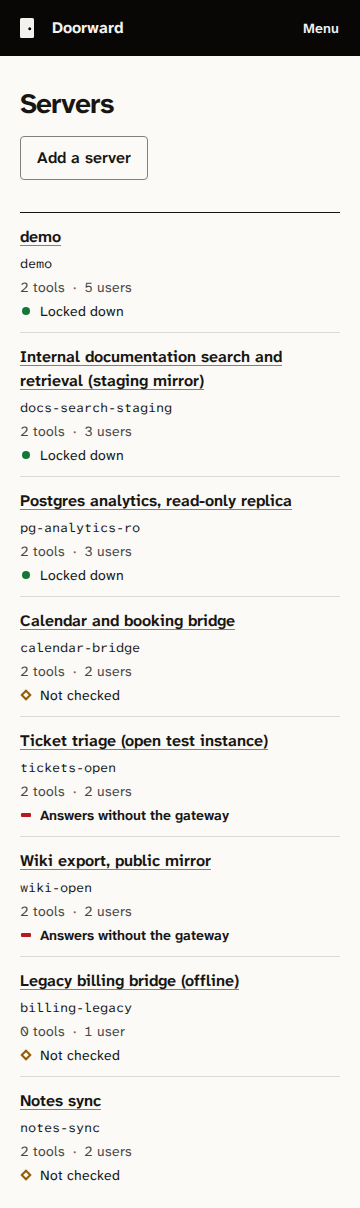 Doorward
Menu
Servers
Add a server
demo
demo
2 tools · 5 users
Locked down
Internal documentation search and
retrieval (staging mirror)
docs-search-staging
2 tools · 3 users
Locked down
Postgres analytics, read-only replica
pg-analytics-ro
2 tools · 3 users
Locked down
Calendar and booking bridge
calendar-bridge
2 tools · 2 users
Not checked
Ticket triage (open test instance)
tickets-open
2 tools · 2 users
Answers without the gateway
Wiki export, public mirror
wiki-open
2 tools · 2 users
Answers without the gateway
Legacy billing bridge (offline)
billing-legacy
0 tools · 1 user
Not checked
Notes sync
notes-sync
2 tools · 2 users
Not checked